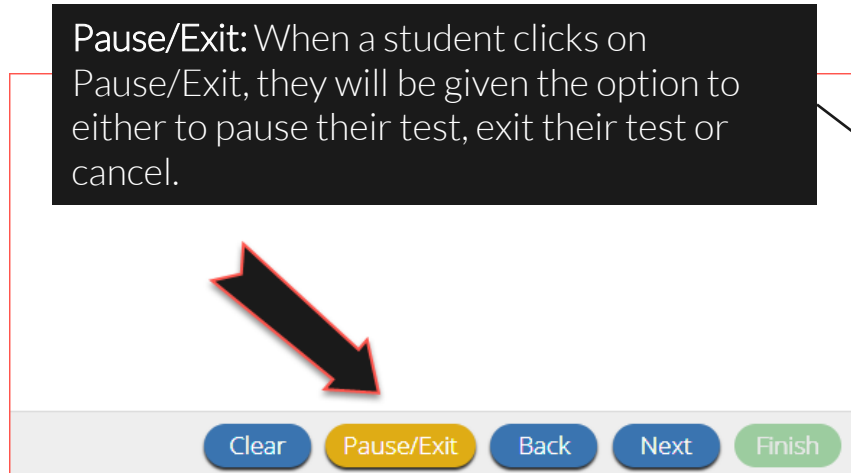 Pause/Exit: When a student clicks on
Pause/Exit, they will be given the option to
either to pause their test, exit their test or
cancel.
Clear Pause/Exit Back Next Finish